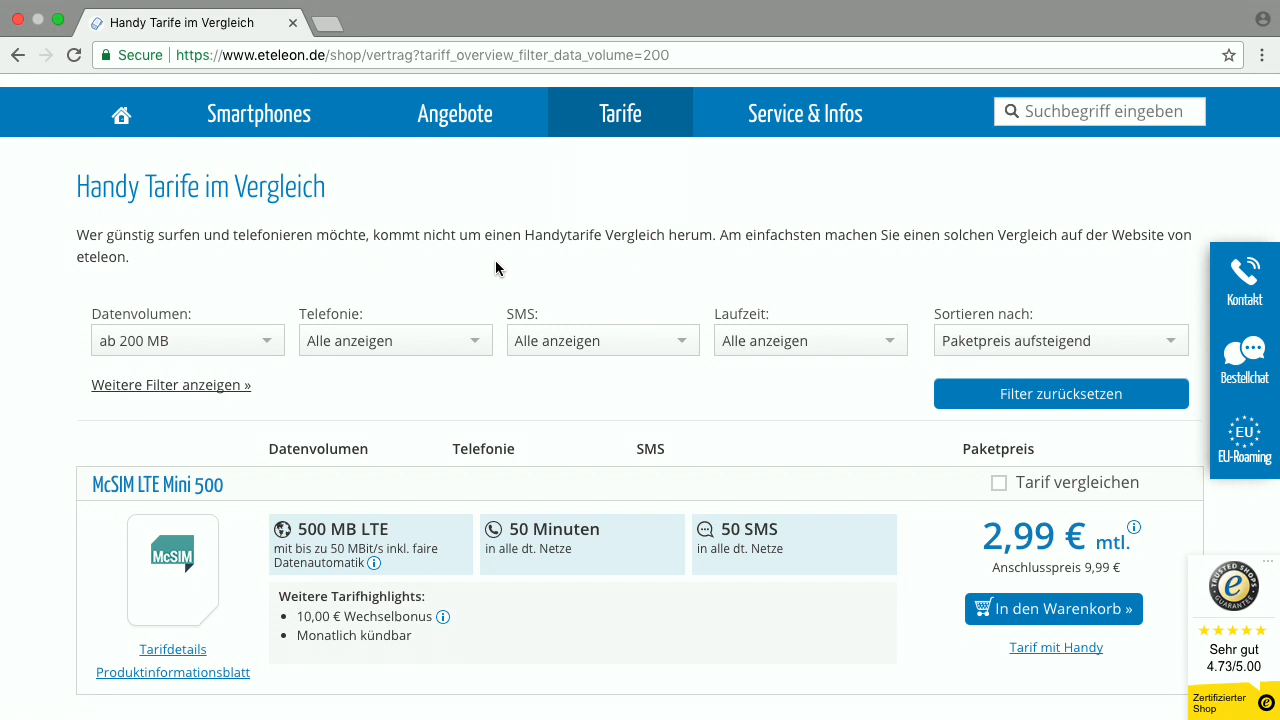 Handy Tarife im Vergleich
Secure
https://www.eteleon.de/shop/vertrag?tariff_overview_filter_data_volume=200
Smartphones
Angebote
Tarife
Service & Infos
Suchbegriff eingeben
Handy Tarife im Vergleich
Wer günstig surfen und telefonieren möchte, kommt nicht um einen Handytarife Vergleich herum. Am einfachsten machen Sie einen solchen Vergleich auf der Website von
eteleon.
Kontakt
Bestellchat
EU
EU-Roaming
Datenvolumen:
Telefonie:
SMS:
Laufzeit:
Sortieren nach:
ab 200 MB
Alle anzeigen
Alle anzeigen
Alle anzeigen
Paketpreis aufsteigend
Weitere Filter anzeigen »
Filter zurücksetzen
Datenvolumen
Telefonie
SMS
Paketpreis
McSIM LTE Mini 500
Tarif vergleichen
McSIM
Tarifdetails
Produktinformationsblatt
500 MB LTE
mit bis zu 50 MBit/s inkl. faire
Datenautomatik
50 Minuten
in alle dt. Netze
50 SMS
in alle dt. Netze
Weitere Tarifhighlights:
10,00 € Wechselbonus
Monatlich kündbar
2,99 € mtl.
Anschlusspreis 9,99 €
In den Warenkorb »
Tarif mit Handy
TRUSTED SHOPS
GUARANTEE
Sehr gut
4.73/5.00
Zertifizierter
Shop